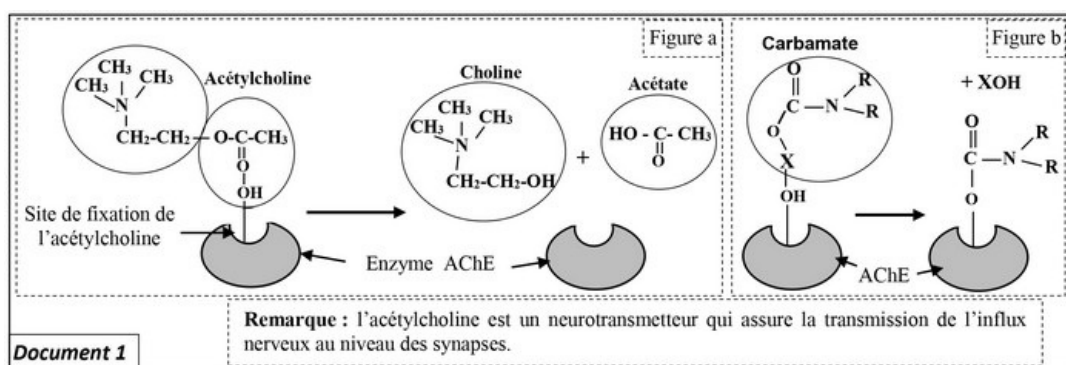 Figure a
Acétylcholine
CH₃ CH₃
CH₃
N
CH₂-CH₂ O-C-CH₃
O
OH
Site de fixation de
l'acétylcholine
Choline
CH₃
CH₃ CH₃
N
CH₂-CH₂-OH
+
Acétate
HO - C - CH₃
O
Enzyme AChE
Figure b
Carbamate
O
C N R
R
O
X
OH
+ XOH
O
C N R
R
O
AChE
Remarque : l'acétylcholine est un neurotransmetteur qui assure la transmission de l'influx
nerveux au niveau des synapses.
Document 1